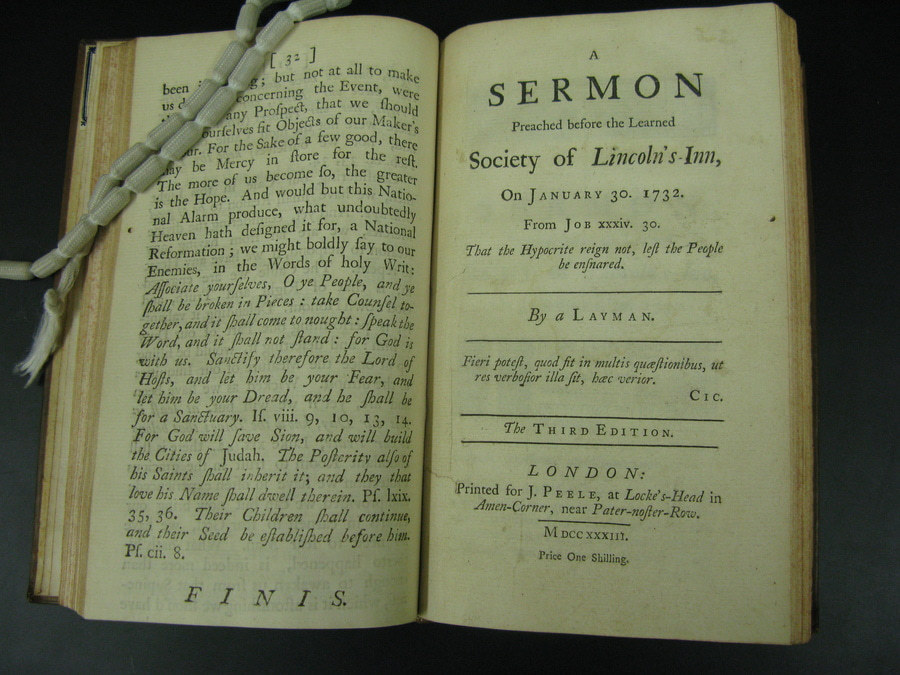 [ 32 ]
been ; but not at all to make
us concerning the Event, were
any Proſpect, that we ſhould
ourſelves fit Objects of our Maker's
For the Sake of a few good, there
may be Mercy in ſtore for the reſt.
The more of us become ſo, the greater
is the Hope. And would but this Natio-
nal Alarm produce, what undoubtedly
Heaven hath deſigned it for, a National
Reformation; we might boldly ſay to our
Enemies, in the Words of holy Writ:
Aſſociate yourſelves, O ye People, and ye
ſhall be broken in Pieces: take Counſel to-
gether, and it ſhall come to nought: ſpeak the
Word, and it ſhall not ſtand: for God is
with us. Sanctify therefore the Lord of
Hoſts, and let him be your Fear, and
let him be your Dread, and he ſhall be
for a Sanctuary. Iſ. viii. 9, 10, 13, 14.
For God will ſave Sion, and will build
the Cities of Judah. The Poſterity alſo of
his Saints ſhall inherit it; and they that
love his Name ſhall dwell therein. Pſ. lxix.
35, 36. Their Children ſhall continue,
and their Seed be eſtabliſhed before him.
Pſ. cii. 8.
FINIS.
A
SERMON
Preached before the Learned
Society of Lincoln's-Inn,
On JANUARY 30. 1732.
From JOB xxxiv. 30.
That the Hypocrite reign not, leſt the People
be enſnared.
By a LAYMAN.
Fieri poteſt, quod fit in multis quæſtionibus, ut
res verboſior illa ſit, hæc verior.
CIC.
The THIRD EDITION.
LONDON:
Printed for J. PEELE, at Locke's-Head in
Amen-Corner, near Pater-noſter-Row.
MDCCXXXIII.
Price One Shilling.